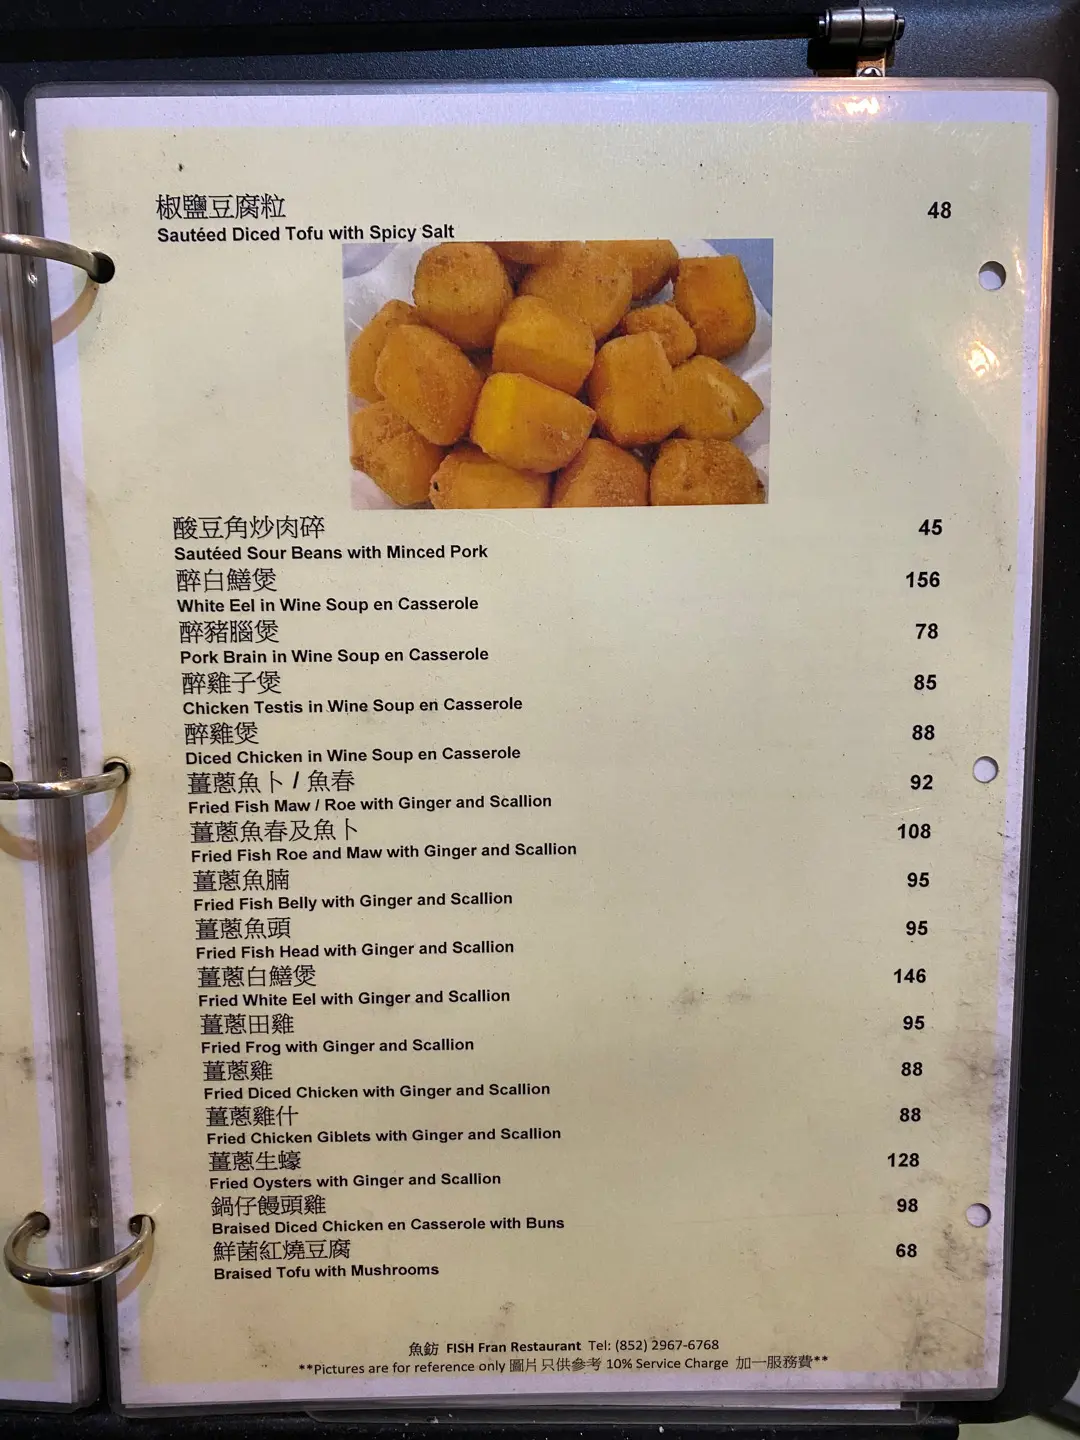 椒鹽豆腐粒 48
Sautéed Diced Tofu with Spicy Salt
酸豆角炒肉碎 45
Sautéed Sour Beans with Minced Pork
醉白鱔煲 156
White Eel in Wine Soup en Casserole
醉豬腦煲 78
Pork Brain in Wine Soup en Casserole
醉雞子煲 85
Chicken Testis in Wine Soup en Casserole
醉雞煲 88
Diced Chicken in Wine Soup en Casserole
薑蔥魚卜 / 魚春 92
Fried Fish Maw / Roe with Ginger and Scallion
薑蔥魚春及魚卜 108
Fried Fish Roe and Maw with Ginger and Scallion
薑蔥魚腩 95
Fried Fish Belly with Ginger and Scallion
薑蔥魚頭 95
Fried Fish Head with Ginger and Scallion
薑蔥白鱔煲 146
Fried White Eel with Ginger and Scallion
薑蔥田雞 95
Fried Frog with Ginger and Scallion
薑蔥雞 88
Fried Diced Chicken with Ginger and Scallion
薑蔥雞什 88
Fried Chicken Giblets with Ginger and Scallion
薑蔥生蠔 128
Fried Oysters with Ginger and Scallion
鍋仔饅頭雞 98
Braised Diced Chicken en Casserole with Buns
鮮菌紅燒豆腐 68
Braised Tofu with Mushrooms
魚舫 FISH Fran Restaurant Tel: (852) 2967-6768
**Pictures are for reference only 圖片只供參考 10% Service Charge 加一服務費**